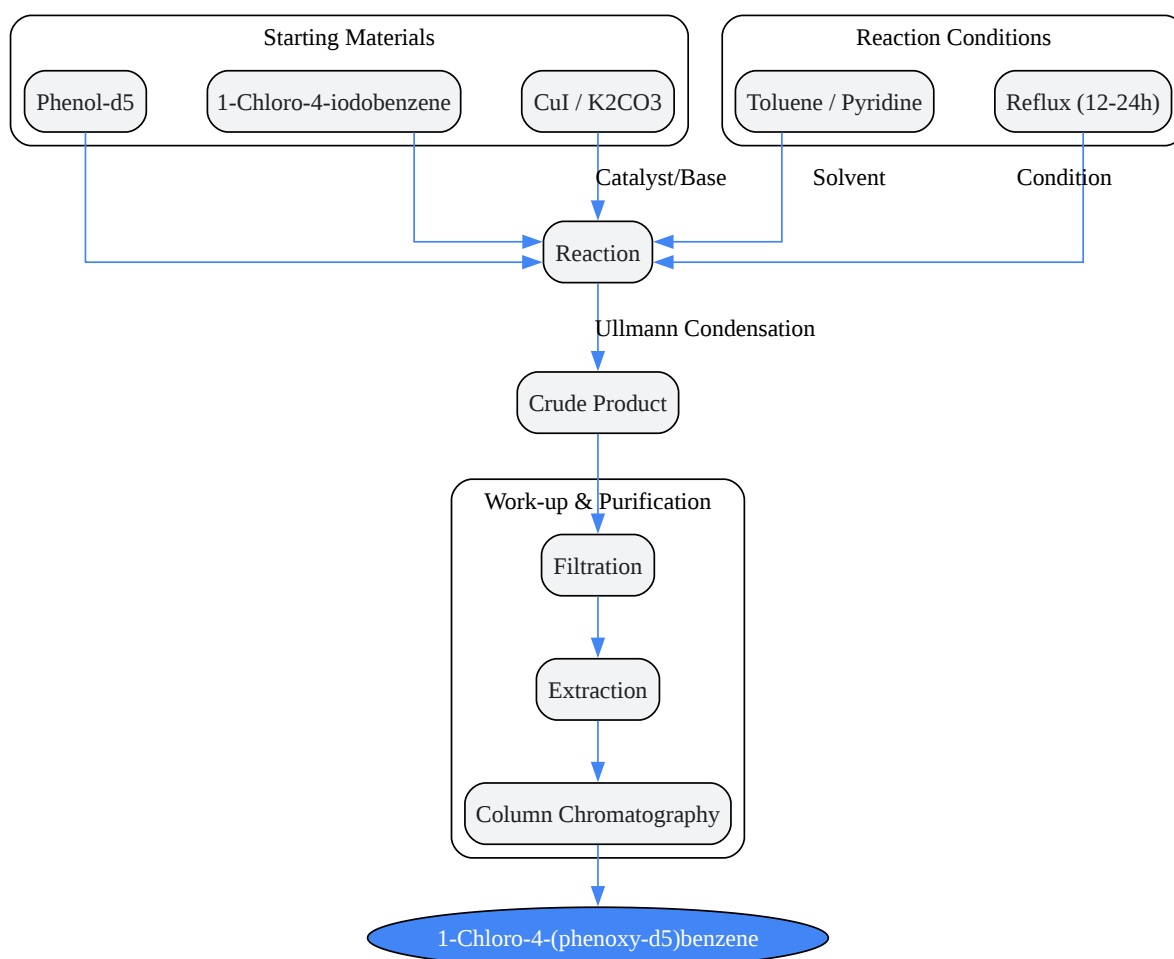 Starting Materials
Reaction Conditions
Phenol-d5
1-Chloro-4-iodobenzene
CuI / K2CO3
Toluene / Pyridine
Reflux (12-24h)
Catalyst/Base
Solvent
Condition
Reaction
Ullmann Condensation
Crude Product
Work-up & Purification
Filtration
Extraction
Column Chromatography
1-Chloro-4-(phenoxy-d5)benzene